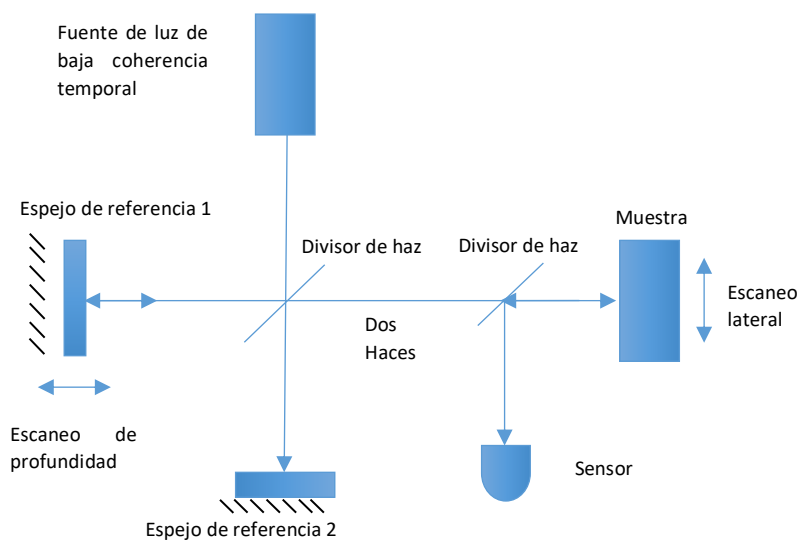 Fuente de luz de
baja coherencia
temporal
Espejo de referencia 1
Divisor de haz
Divisor de haz
Muestra
Escaneo
lateral
Dos
Haces
Escaneo de
profundidad
Sensor
Espejo de referencia 2